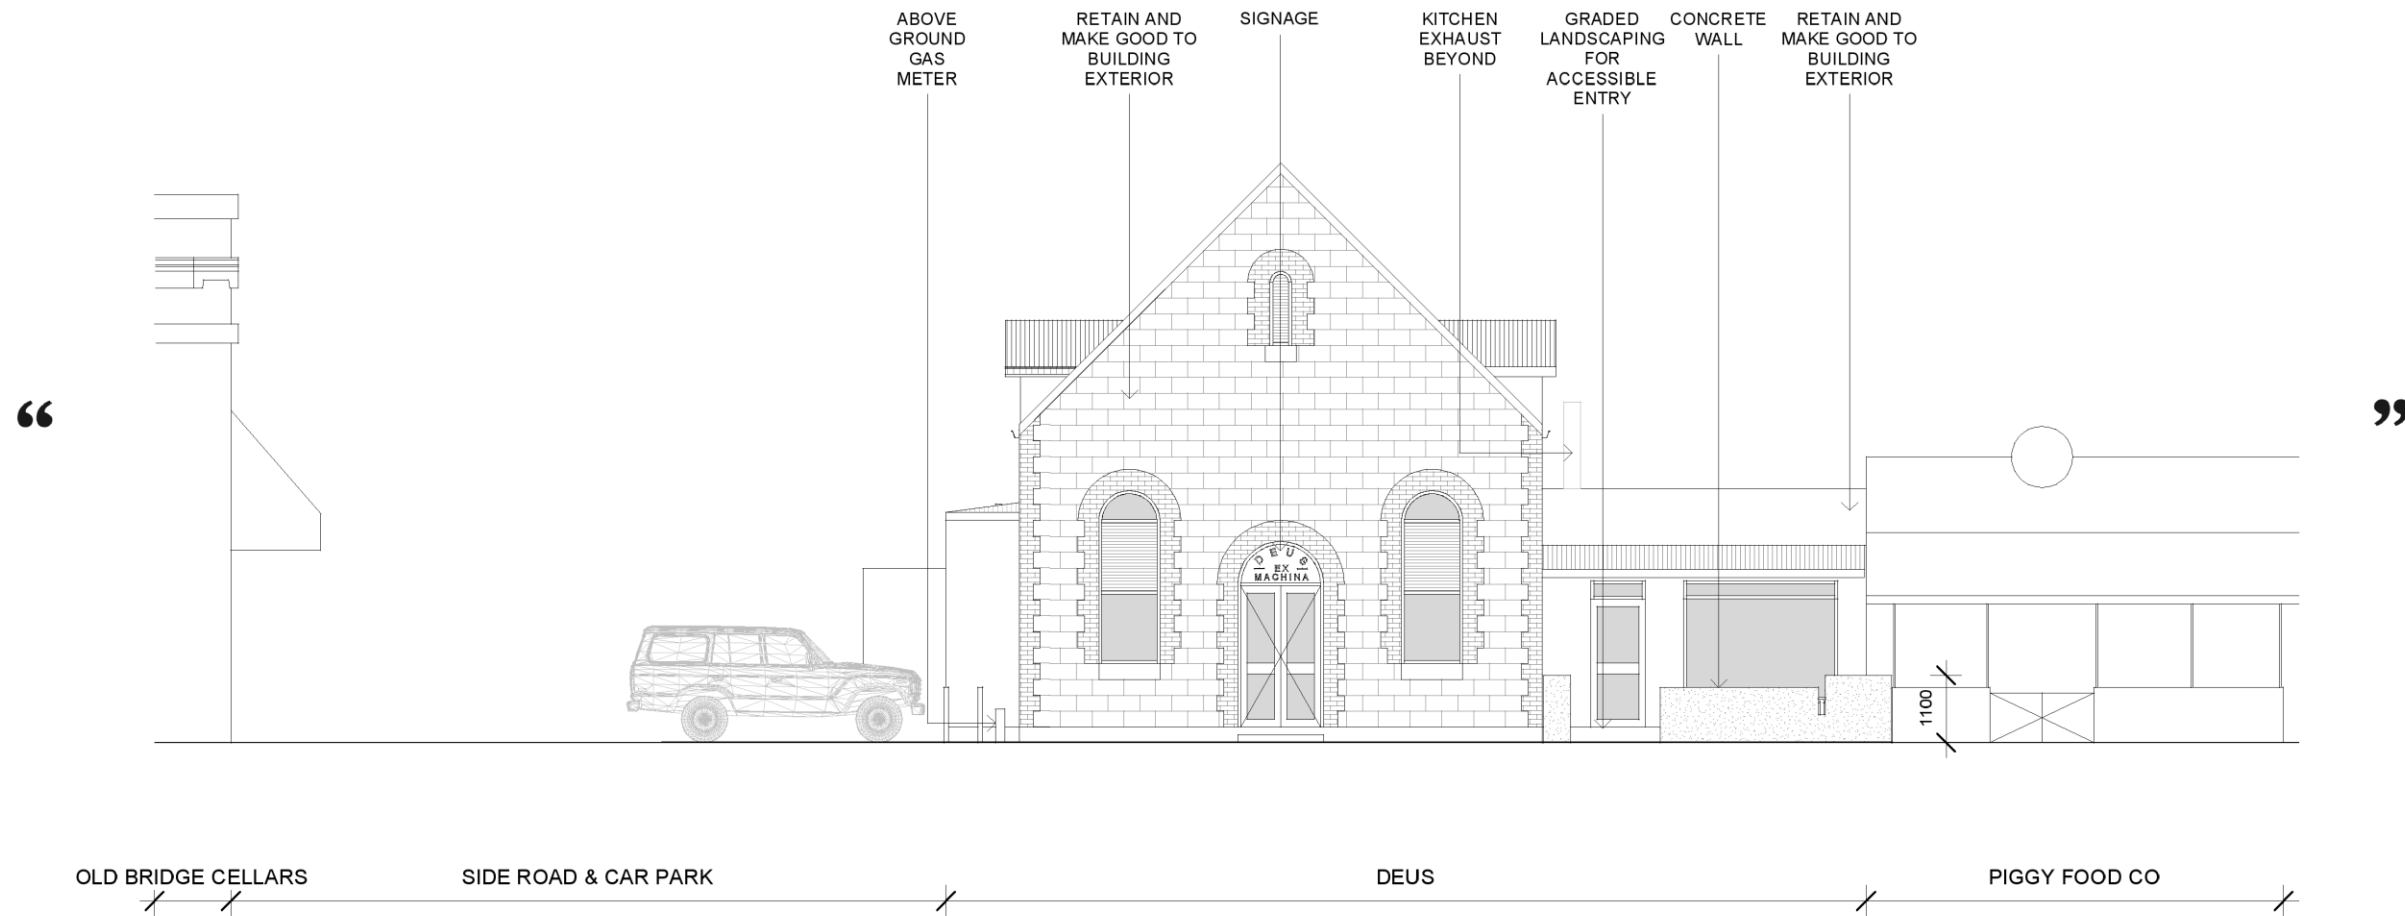 ABOVE
GROUND
GAS
METER
RETAIN AND
MAKE GOOD TO
BUILDING
EXTERIOR
SIGNAGE
KITCHEN
EXHAUST
BEYOND
GRADED
LANDSCAPING
FOR
ACCESSIBLE
ENTRY
CONCRETE
WALL
RETAIN AND
MAKE GOOD TO
BUILDING
EXTERIOR
“
”
DEUS
EX
MACHINA
1100
OLD BRIDGE CELLARS
SIDE ROAD & CAR PARK
DEUS
PIGGY FOOD CO